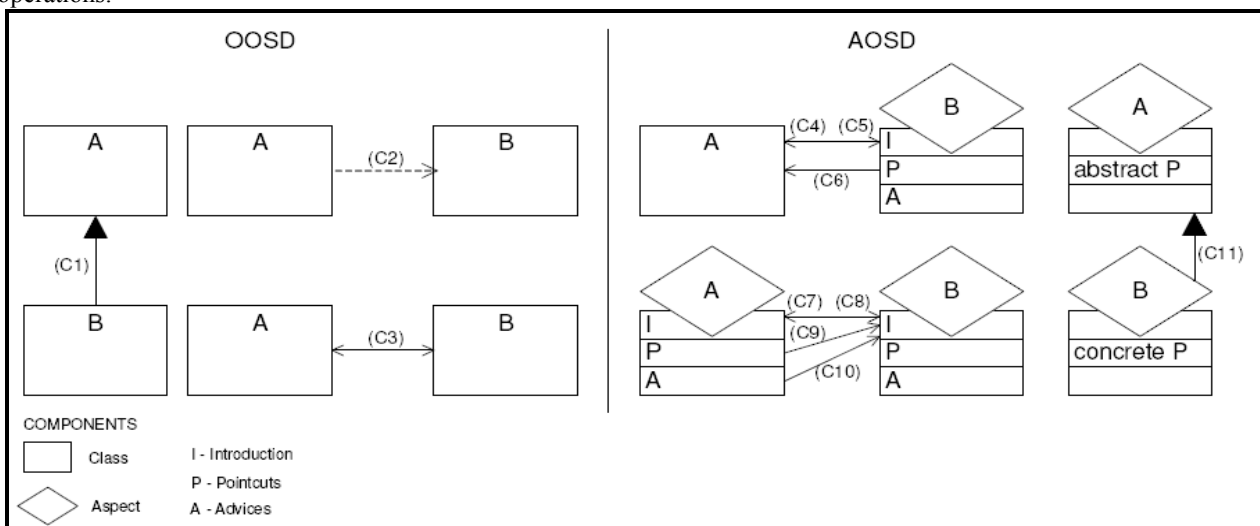 operations.
OOSD
AOSD
A
A
B
(C2)
(C1)
B
A
B
(C3)
A
B
(C4) (C5)
I
P
A
(C6)
A
abstract P
(C11)
A
I
P
A
(C7) (C8)
(C9)
(C10)
B
I
P
A
B
concrete P
COMPONENTS
Class
Aspect
I - Introduction
P - Pointcuts
A - Advices